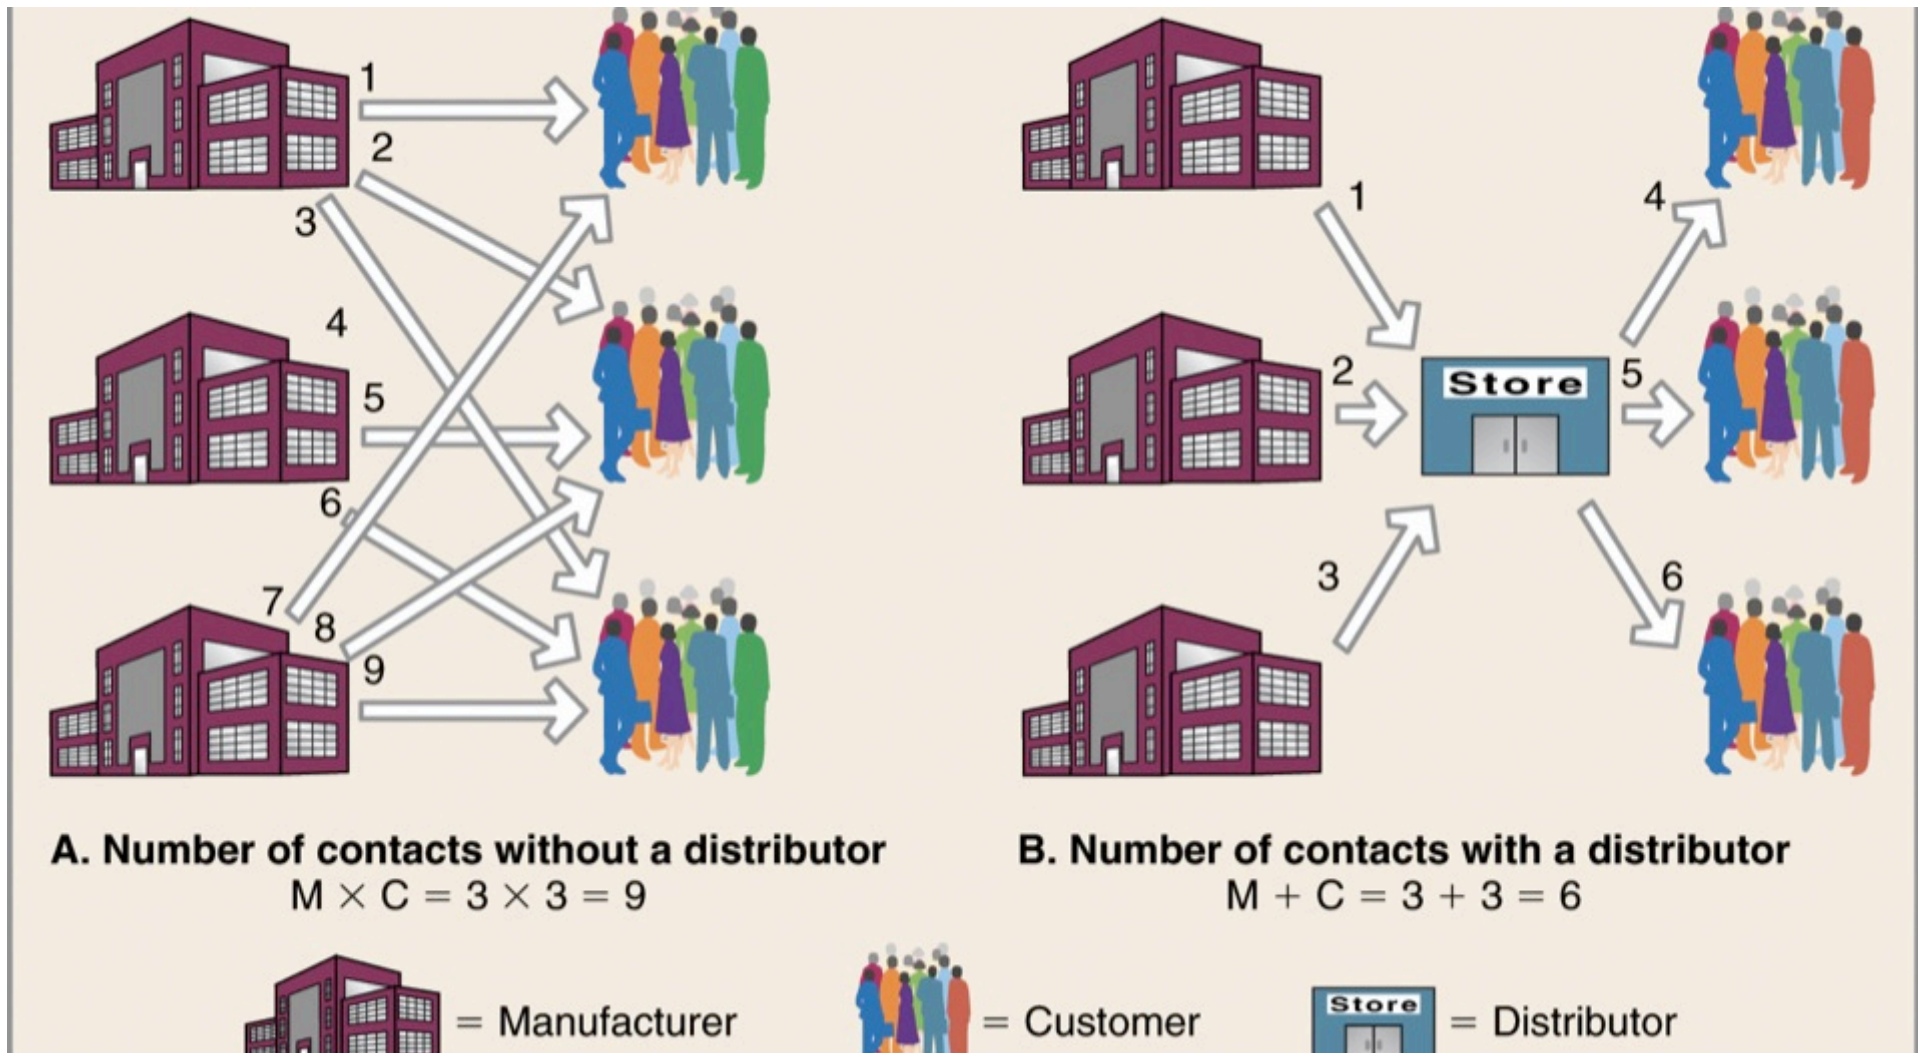 1
2
3
4
5
6
7
8
9
1
2
3
4
5
6
Store
A. Number of contacts without a distributor
M × C = 3 × 3 = 9
B. Number of contacts with a distributor
M + C = 3 + 3 = 6
= Manufacturer
= Customer
Store
= Distributor